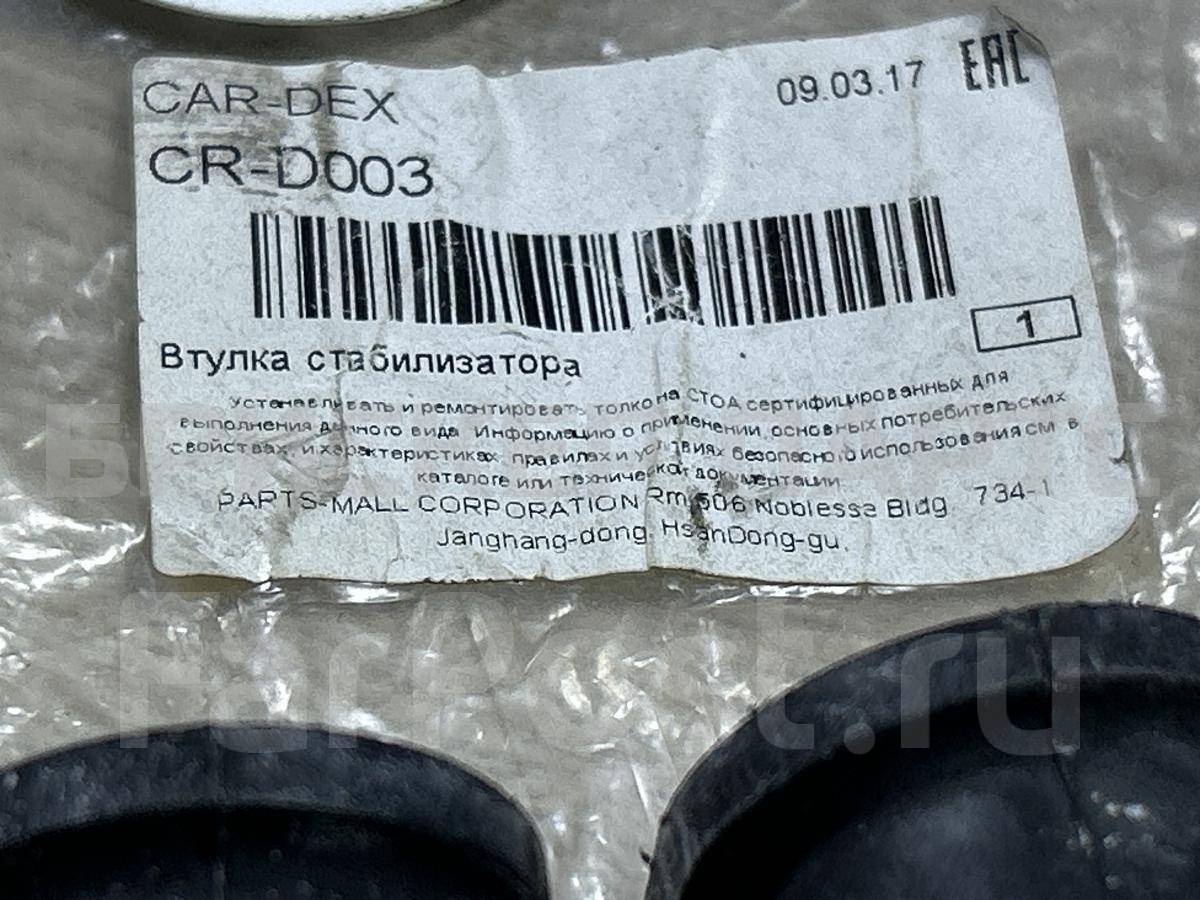 CAR-DEX
09.03.17
EAC
CR-D003
1
Втулка стабилизатора
Устанавливать и ремонтировать толко на СТОА, сертифицированных для
выполнения данного вида. Информацию о применении, основных потребительских
свойствах и характеристиках, правилах и условиях безопасного использования см. в
каталоге или технической документации
PARTS-MALL CORPORATION Rm 506 Noblesse Bldg 734-1
Janghang-dong, HsanDong-gu,
FarPost.ru